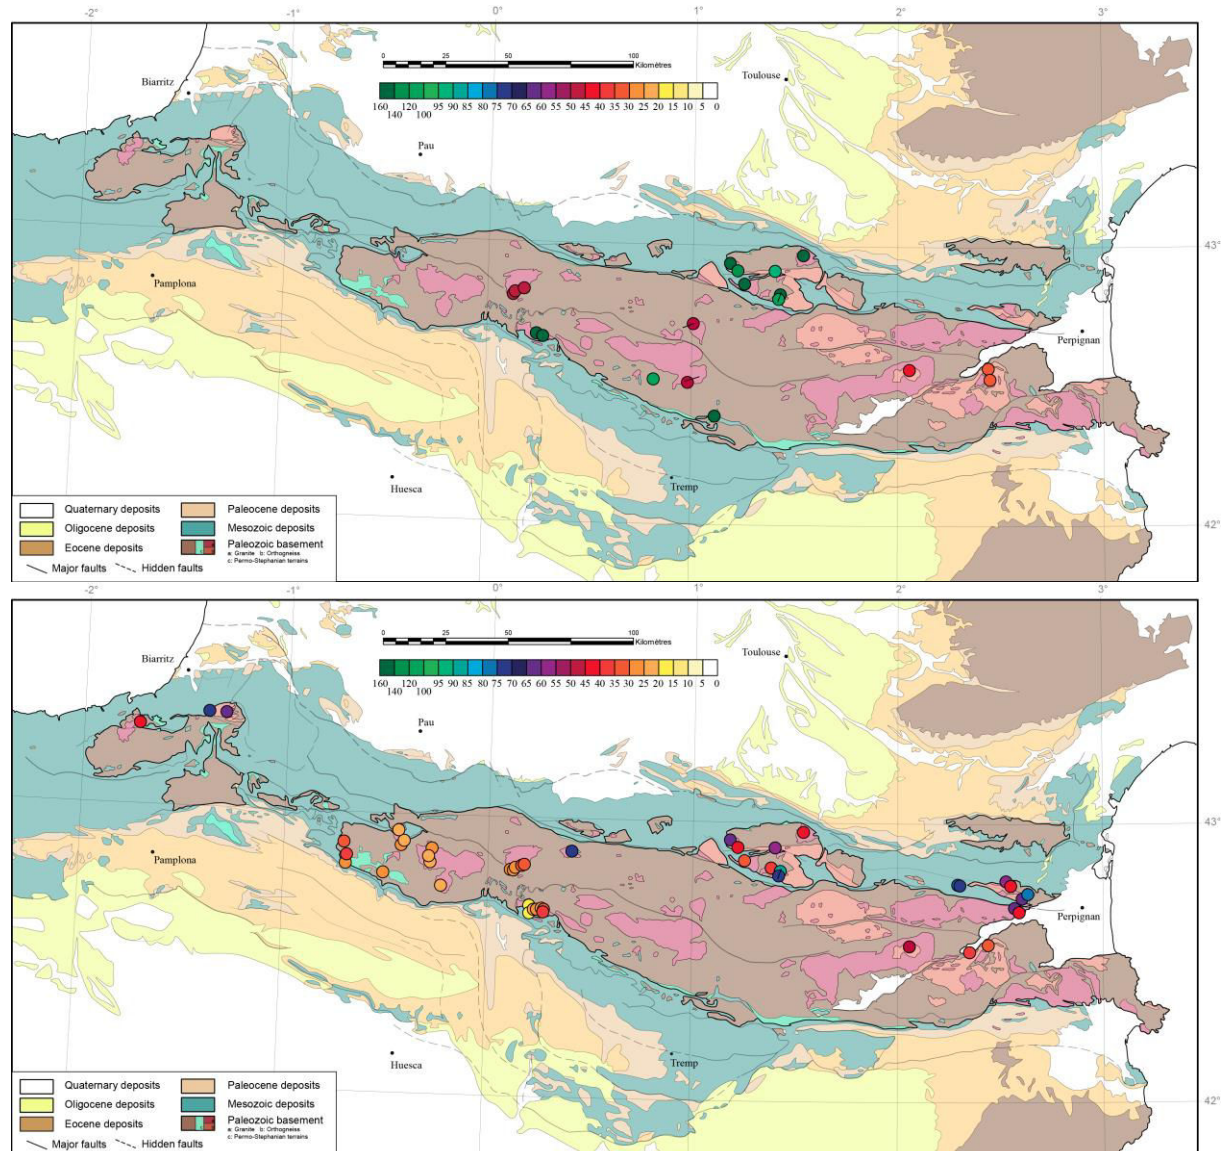 -2° -1° 0° 1° 2° 3°
0 50 100
Kilomètres
Toulouse
Biarritz
160 120 95 85 75 65 55 45 35 25 15 5
140 100 90 80 70 60 50 40 30 20 10 0
Pau
43°
Pamplona
Perpignan
Huesca
Tremp
42°
Quaternary deposits
Paleocene deposits
Oligocene deposits
Mesozoic deposits
Eocene deposits
Paleozoic basement
a: Granite b: Orthogneiss
c: Permo-Stephanian terrains
Major faults
Hidden faults
-2° -1° 0° 1° 2° 3°
0 50 100
Kilomètres
Toulouse
Biarritz
160 120 95 85 75 65 55 45 35 25 15 5
140 100 90 80 70 60 50 40 30 20 10 0
Pau
43°
Pamplona
Perpignan
Huesca
Tremp
42°
Quaternary deposits
Paleocene deposits
Oligocene deposits
Mesozoic deposits
Eocene deposits
Paleozoic basement
a: Granite b: Orthogneiss
c: Permo-Stephanian terrains
Major faults
Hidden faults